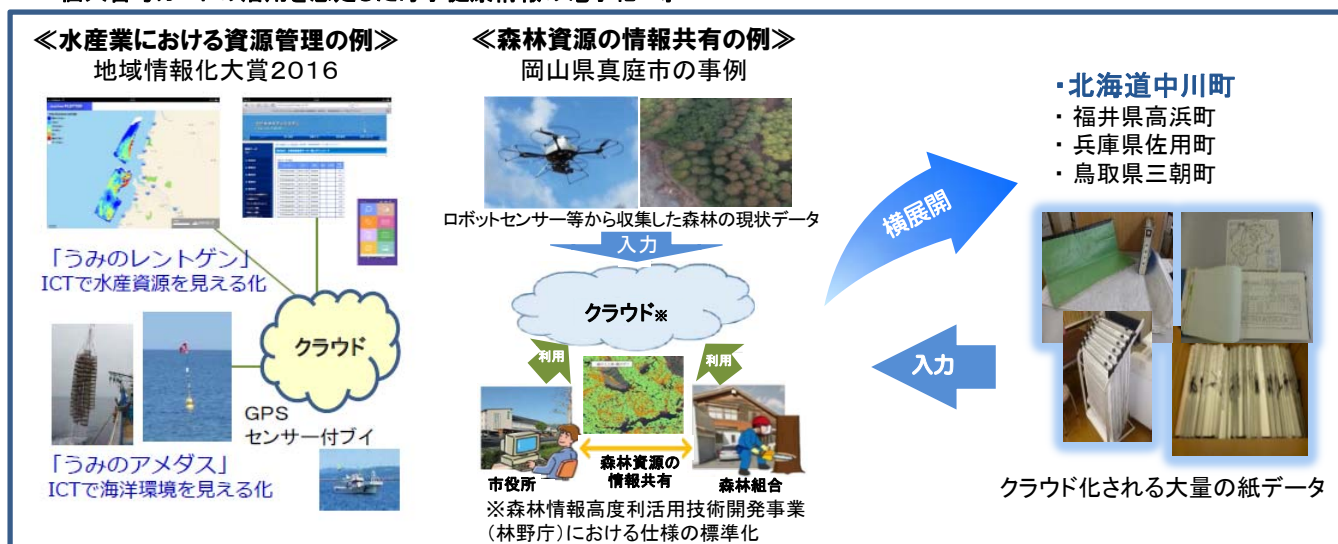 ≪水産業における資源管理の例≫
地域情報化大賞2016
「うみのレントゲン」
ICTで水産資源を見える化
クラウド
GPS
センサー付ブイ
「うみのアメダス」
ICTで海洋環境を見える化
≪森林資源の情報共有の例≫
岡山県真庭市の事例
ロボットセンサー等から収集した森林の現状データ
入力
クラウド※
利用
利用
市役所
森林資源の
情報共有
森林組合
※森林情報高度利活用技術開発事業
(林野庁)における仕様の標準化
横展開
入力
・北海道中川町
・ 福井県高浜町
・ 兵庫県佐用町
・ 鳥取県三朝町
クラウド化される大量の紙データ